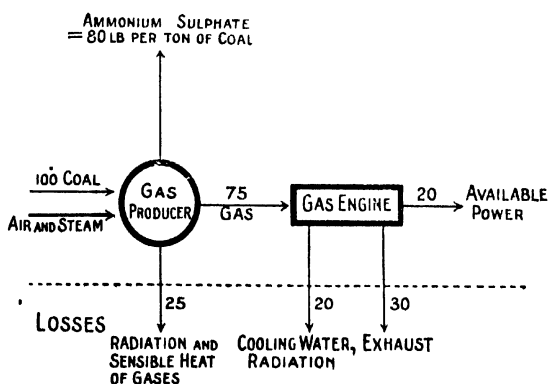 AMMONIUM SULPHATE
= 80 LB PER TON OF COAL
100 COAL
AIR AND STEAM
GAS
PRODUCER
75
GAS
GAS ENGINE
20
AVAILABLE
POWER
25
20
30
LOSSES
RADIATION AND
SENSIBLE HEAT
OF GASES
COOLING WATER, EXHAUST
RADIATION